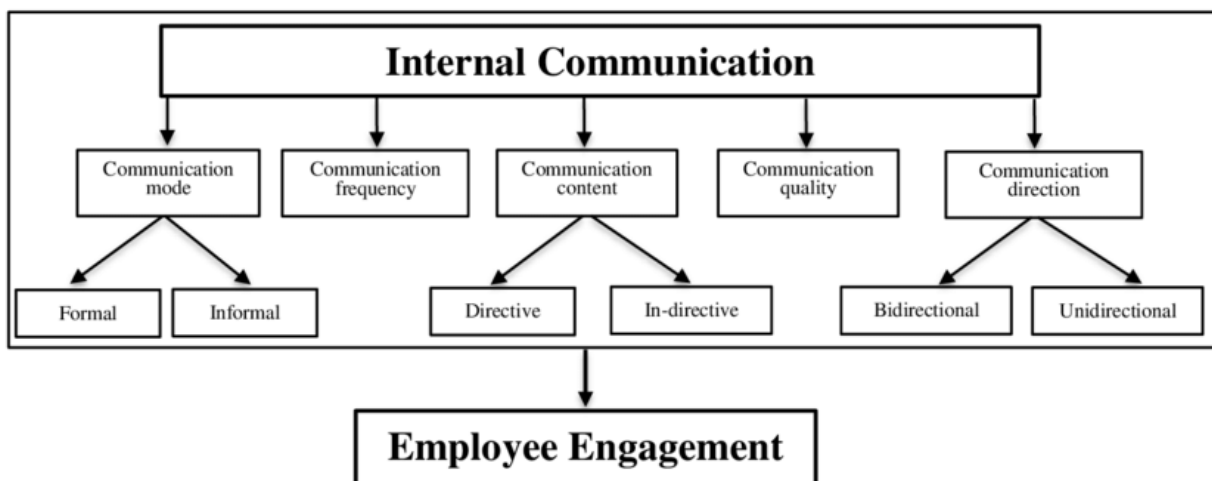 Internal Communication
Communication
mode
Communication
frequency
Communication
content
Communication
quality
Communication
direction
Formal
Informal
Directive
In-directive
Bidirectional
Unidirectional
Employee Engagement